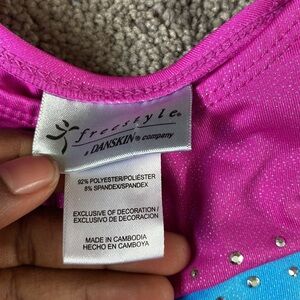 freestyle®
a DANSKIN® company
92% POLYESTER/POLIÉSTER
8% SPANDEX/SPANDEX
EXCLUSIVE OF DECORATION/
EXCLUSIVO DE DECORACION
MADE IN CAMBODIA
HECHO EN CAMBOYA